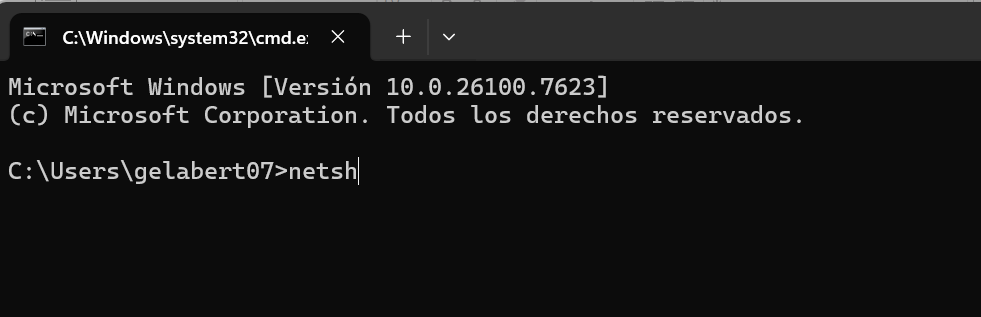 C:\Windows\system32\cmd.e
Microsoft Windows [Versión 10.0.26100.7623]
(c) Microsoft Corporation. Todos los derechos reservados.
C:\Users\gelabert07>netsh